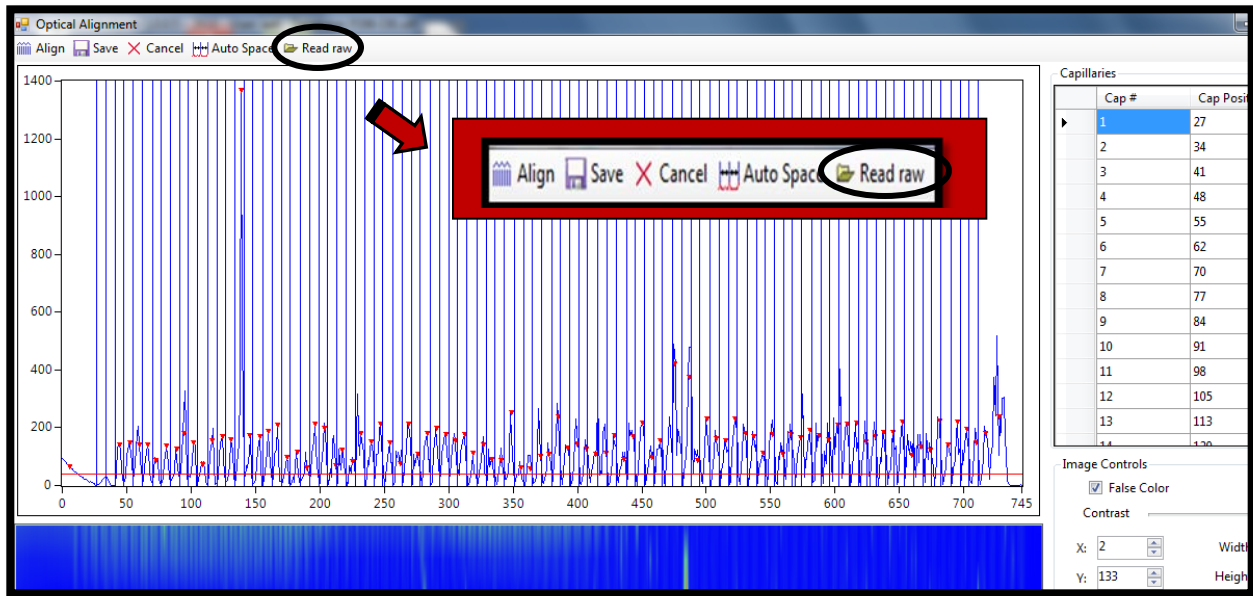 Optical Alignment
Align Save Cancel Auto Space Read raw
Capillaries
Cap # Cap Posit
1 27
2 34
3 41
4 48
5 55
6 62
7 70
8 77
9 84
10 91
11 98
12 105
13 113
14 120
1400
1200
1000
800
600
400
200
0
0 50 100 150 200 250 300 350 400 450 500 550 600 650 700 745
Align Save Cancel Auto Space Read raw
Image Controls
False Color
Contrast
X: 2 Width
Y: 133 Heigh